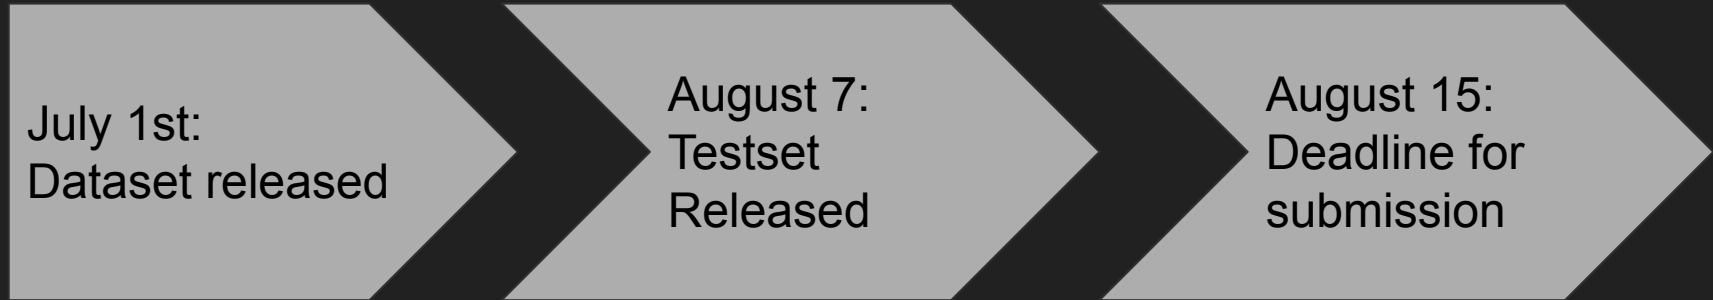 July 1st:
Dataset released
August 7:
Testset
Released
August 15:
Deadline for
submission